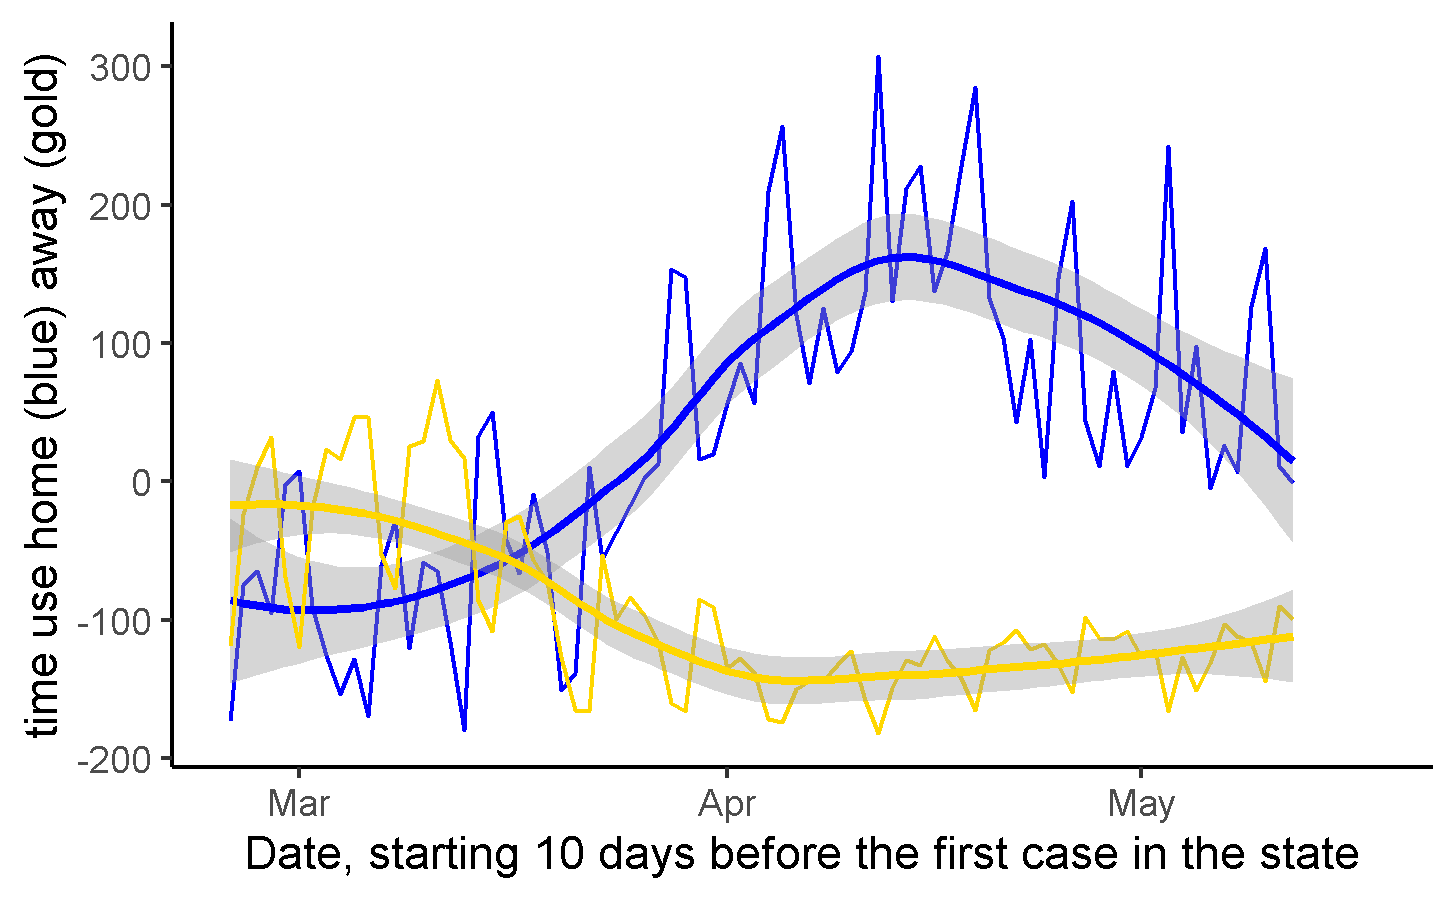 time use home (blue) away (gold)
300
200
100
0
-100
-200
Mar
Apr
May
Date, starting 10 days before the first case in the state